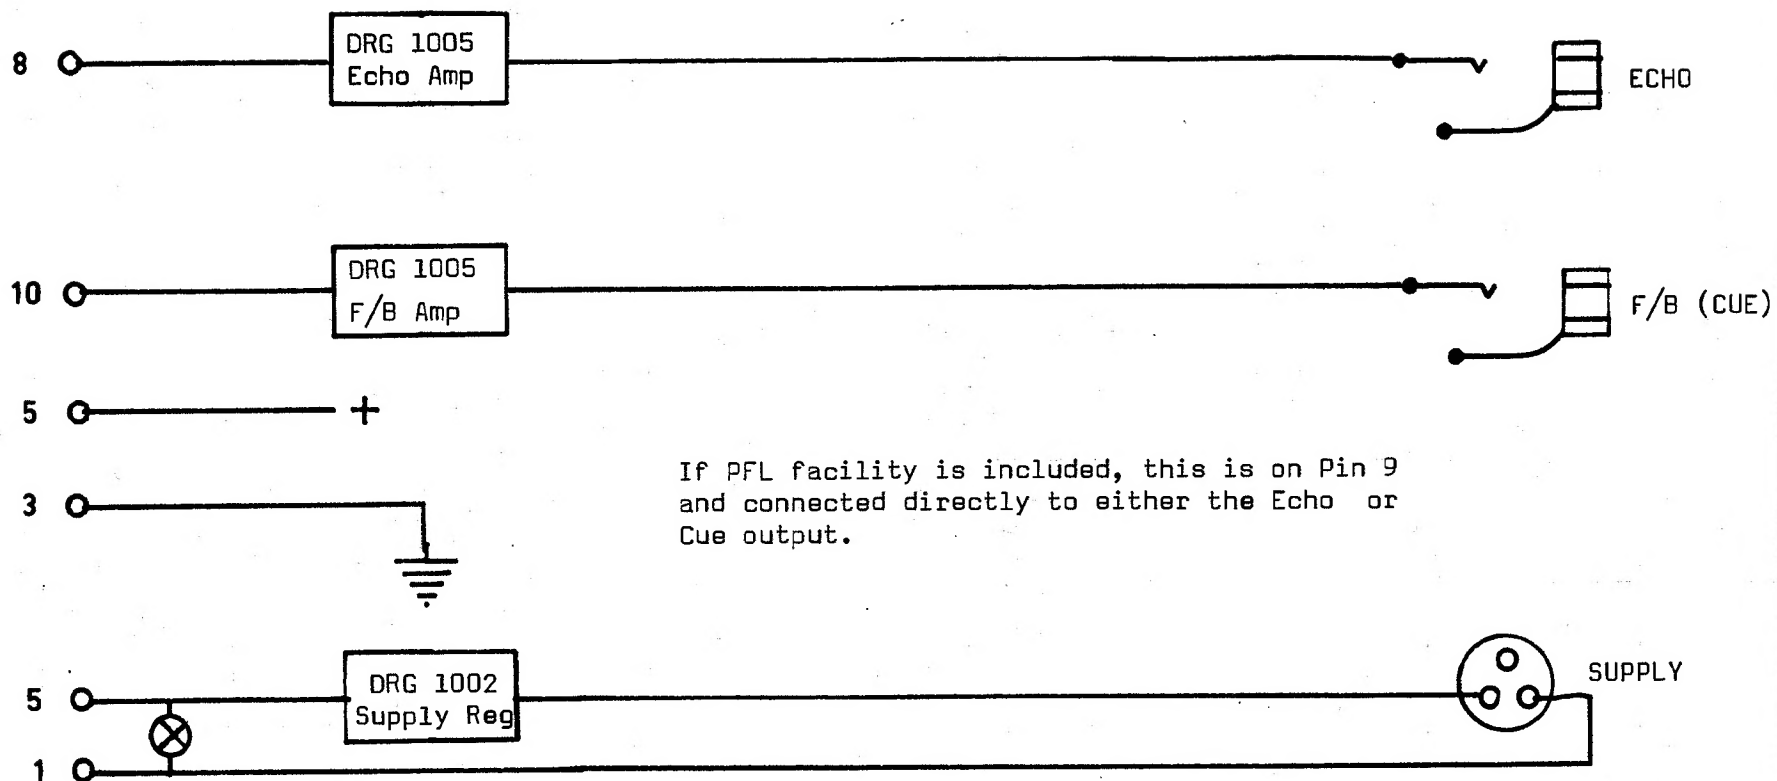 8
DRG 1005
Echo Amp
ECHO
10
DRG 1005
F/B Amp
F/B (CUE)
5
+
3
If PFL facility is included, this is on Pin 9
and connected directly to either the Echo or
Cue output.
5
DRG 1002
Supply Reg
SUPPLY
1